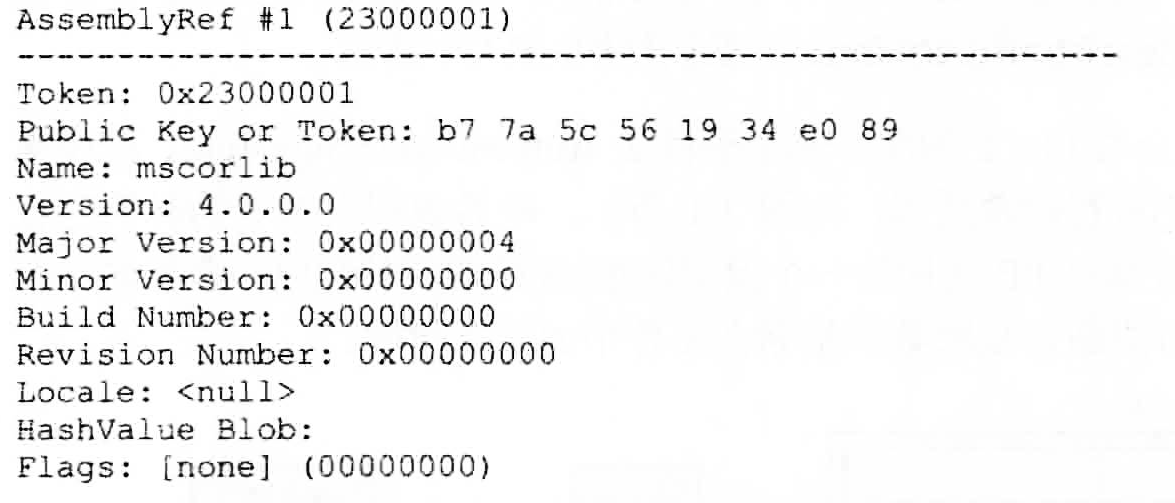 AssemblyRef #1 (23000001)
-------------------------------------------------------
Token: 0x23000001
Public Key or Token: b7 7a 5c 56 19 34 e0 89
Name: mscorlib
Version: 4.0.0.0
Major Version: 0x00000004
Minor Version: 0x00000000
Build Number: 0x00000000
Revision Number: 0x00000000
Locale: <null>
HashValue Blob:
Flags: [none] (00000000)